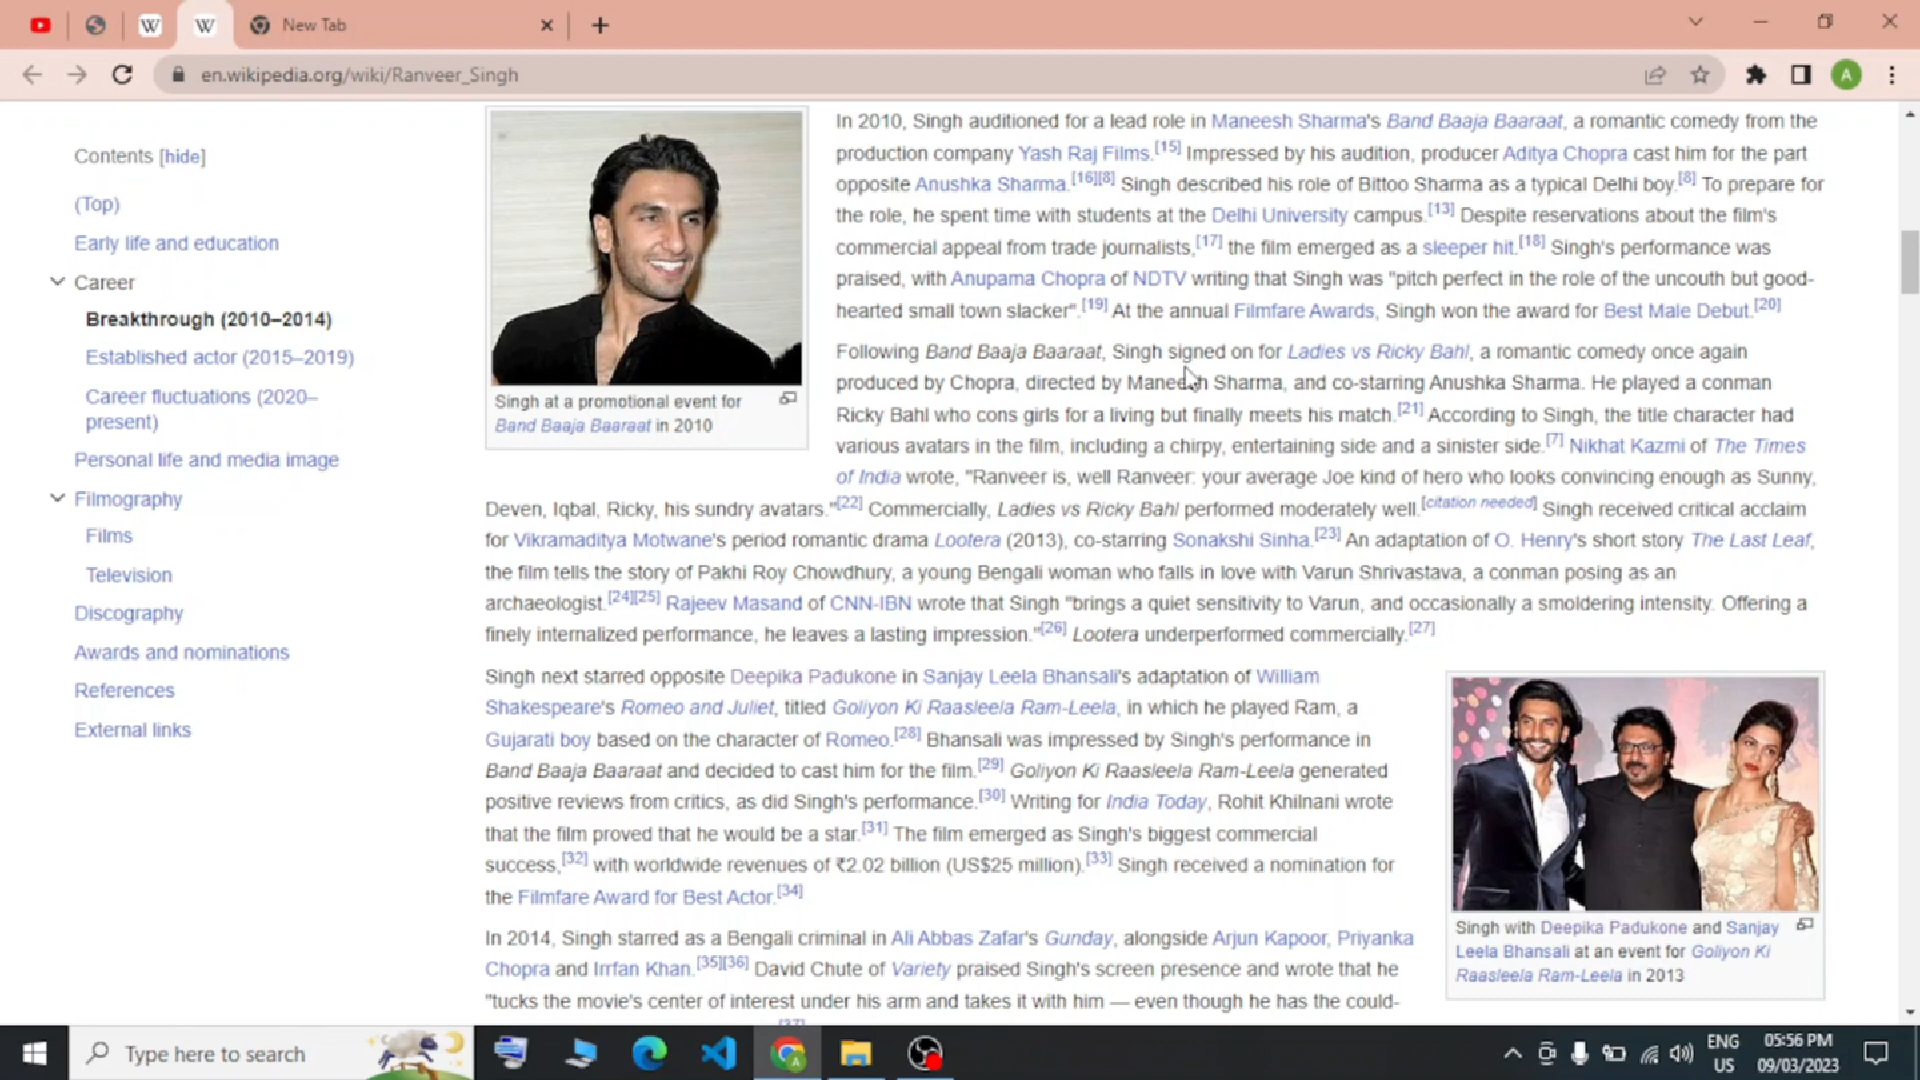 New Tab
en.wikipedia.org/wiki/Ranveer_Singh
A
Contents [hide]
(Top)
Early life and education
Career
Breakthrough (2010–2014)
Established actor (2015–2019)
Career fluctuations (2020–
present)
Personal life and media image
Filmography
Films
Television
Discography
Awards and nominations
References
External links
Singh at a promotional event for
Band Baaja Baaraat in 2010
In 2010, Singh auditioned for a lead role in Maneesh Sharma's Band Baaja Baaraat, a romantic comedy from the
production company Yash Raj Films.[15] Impressed by his audition, producer Aditya Chopra cast him for the part
opposite Anushka Sharma.[16][8] Singh described his role of Bittoo Sharma as a typical Delhi boy.[8] To prepare for
the role, he spent time with students at the Delhi University campus.[13] Despite reservations about the film's
commercial appeal from trade journalists,[17] the film emerged as a sleeper hit.[18] Singh's performance was
praised, with Anupama Chopra of NDTV writing that Singh was "pitch perfect in the role of the uncouth but good-
hearted small town slacker".[19] At the annual Filmfare Awards, Singh won the award for Best Male Debut.[20]
Following Band Baaja Baaraat, Singh signed on for Ladies vs Ricky Bahl, a romantic comedy once again
produced by Chopra, directed by Maneesh Sharma, and co-starring Anushka Sharma. He played a conman
Ricky Bahl who cons girls for a living but finally meets his match.[21] According to Singh, the title character had
various avatars in the film, including a chirpy, entertaining side and a sinister side.[7] Nikhat Kazmi of The Times
of India wrote, "Ranveer is, well Ranveer: your average Joe kind of hero who looks convincing enough as Sunny,
Deven, Iqbal, Ricky, his sundry avatars."[22] Commercially, Ladies vs Ricky Bahl performed moderately well.[citation needed] Singh received critical acclaim
for Vikramaditya Motwane's period romantic drama Lootera (2013), co-starring Sonakshi Sinha.[23] An adaptation of O. Henry's short story The Last Leaf,
the film tells the story of Pakhi Roy Chowdhury, a young Bengali woman who falls in love with Varun Shrivastava, a conman posing as an
archaeologist.[24][25] Rajeev Masand of CNN-IBN wrote that Singh "brings a quiet sensitivity to Varun, and occasionally a smoldering intensity. Offering a
finely internalized performance, he leaves a lasting impression."[26] Lootera underperformed commercially.[27]
Singh next starred opposite Deepika Padukone in Sanjay Leela Bhansali's adaptation of William
Shakespeare's Romeo and Juliet, titled Goliyon Ki Raasleela Ram-Leela, in which he played Ram, a
Gujarati boy based on the character of Romeo.[28] Bhansali was impressed by Singh's performance in
Band Baaja Baaraat and decided to cast him for the film.[29] Goliyon Ki Raasleela Ram-Leela generated
positive reviews from critics, as did Singh's performance.[30] Writing for India Today, Rohit Khilnani wrote
that the film proved that he would be a star.[31] The film emerged as Singh's biggest commercial
success,[32] with worldwide revenues of ₹2.02 billion (US$25 million).[33] Singh received a nomination for
the Filmfare Award for Best Actor.[34]
Singh with Deepika Padukone and Sanjay
Leela Bhansali at an event for Goliyon Ki
Raasleela Ram-Leela in 2013
In 2014, Singh starred as a Bengali criminal in Ali Abbas Zafar's Gunday, alongside Arjun Kapoor, Priyanka
Chopra and Irrfan Khan.[35][36] David Chute of Variety praised Singh's screen presence and wrote that he
"tucks the movie's center of interest under his arm and takes it with him — even though he has the could-
[37]
Type here to search
ENG
US
05:56 PM
09/03/2023